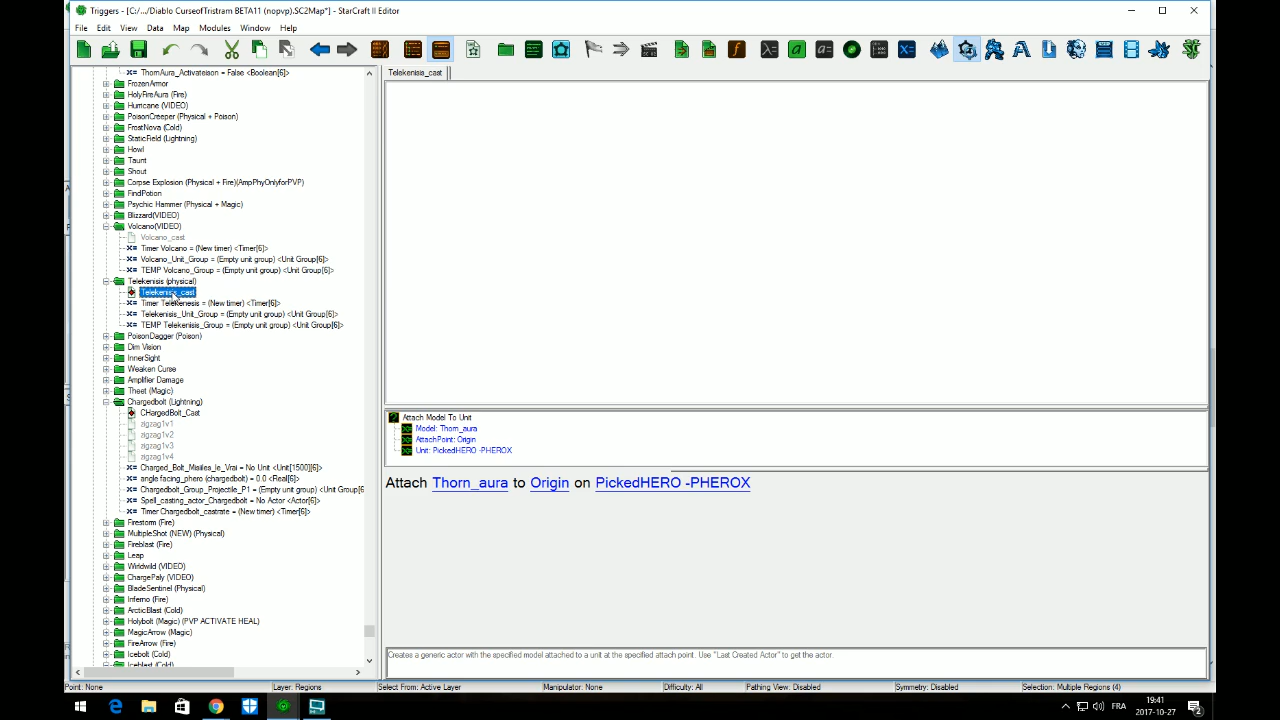 Triggers - [C:/.../Diablo CurseofTristram BETA11 (nopvp).SC2Map*] - StarCraft II Editor
File Edit View Data Map Modules Window Help
ThornAura_Activateison = False <Boolean[6]>
FrozenArmor
HolyFireAura (Fire)
Hurricane (VIDEO)
PoisonCreeper (Physical + Poison)
FrostNova (Cold)
StaticField (Lightning)
Howl
Taunt
Shout
Corpse Explosion (Physical + Fire)(AmpPhyOnlyforPVP)
FindPotion
Psychic Hammer (Physical + Magic)
Blizzard(VIDEO)
Volcano(VIDEO)
Volcano_cast
Timer Volcano = (New timer) <Timer[6]>
Volcano_Unit_Group = (Empty unit group) <Unit Group[6]>
TEMP Volcano_Group = (Empty unit group) <Unit Group[6]>
Telekenisis (physical)
Telekenisis_cast
Timer Telekenesis = (New timer) <Timer[6]>
Telekenisis_Unit_Group = (Empty unit group) <Unit Group[6]>
TEMP Telekenisis_Group = (Empty unit group) <Unit Group[6]>
PoisonDagger (Poison)
Dim Vision
InnerSight
Weaken Curse
Amplifier Damage
Theet (Magic)
Chargedbolt (Lightning)
CHargedBolt_Cast
zigzag1v1
zigzag1v2
zigzag1v3
zigzag1v4
Charged_Bolt_Misiles_le_Vrai = No Unit <Unit[1500][6]>
angle facing_phero (chargedbolt) = 0.0 <Real[6]>
Chargedbolt_Group_Projectile_P1 = (Empty unit group) <Unit Group[6
Spell_casting_actor_Chargedbolt = No Actor <Actor[6]>
Timer Chargedbolt_castrate = (New timer) <Timer[6]>
Firestorm (Fire)
MultipleShot (NEW) (Physical)
Fireblast (Fire)
Leap
Wirldwild (VIDEO)
ChargePaly (VIDEO)
BladeSentinel (Physical)
Inferno (Fire)
ArcticBlast (Cold)
Holybolt (Magic) (PVP ACTIVATE HEAL)
MagicArrow (Magic)
FireArrow (Fire)
Icebolt (Cold)
Iceblast (Cold)
Telekenisis_cast
Attach Model To Unit
Model: Thorn_aura
AttachPoint: Origin
Unit: PickedHERO -PHEROX
Attach Thorn_aura to Origin on PickedHERO -PHEROX
Creates a generic actor with the specified model attached to a unit at the specified attach point. Use "Last Created Actor" to get the actor.
Point: None Layer: Regions Select From: Active Layer Manipulator: None Difficulty: All Pathing View: Disabled Symmetry: Disabled Selection: Multiple Regions (4)
FRA
19:41
2017-10-27
2